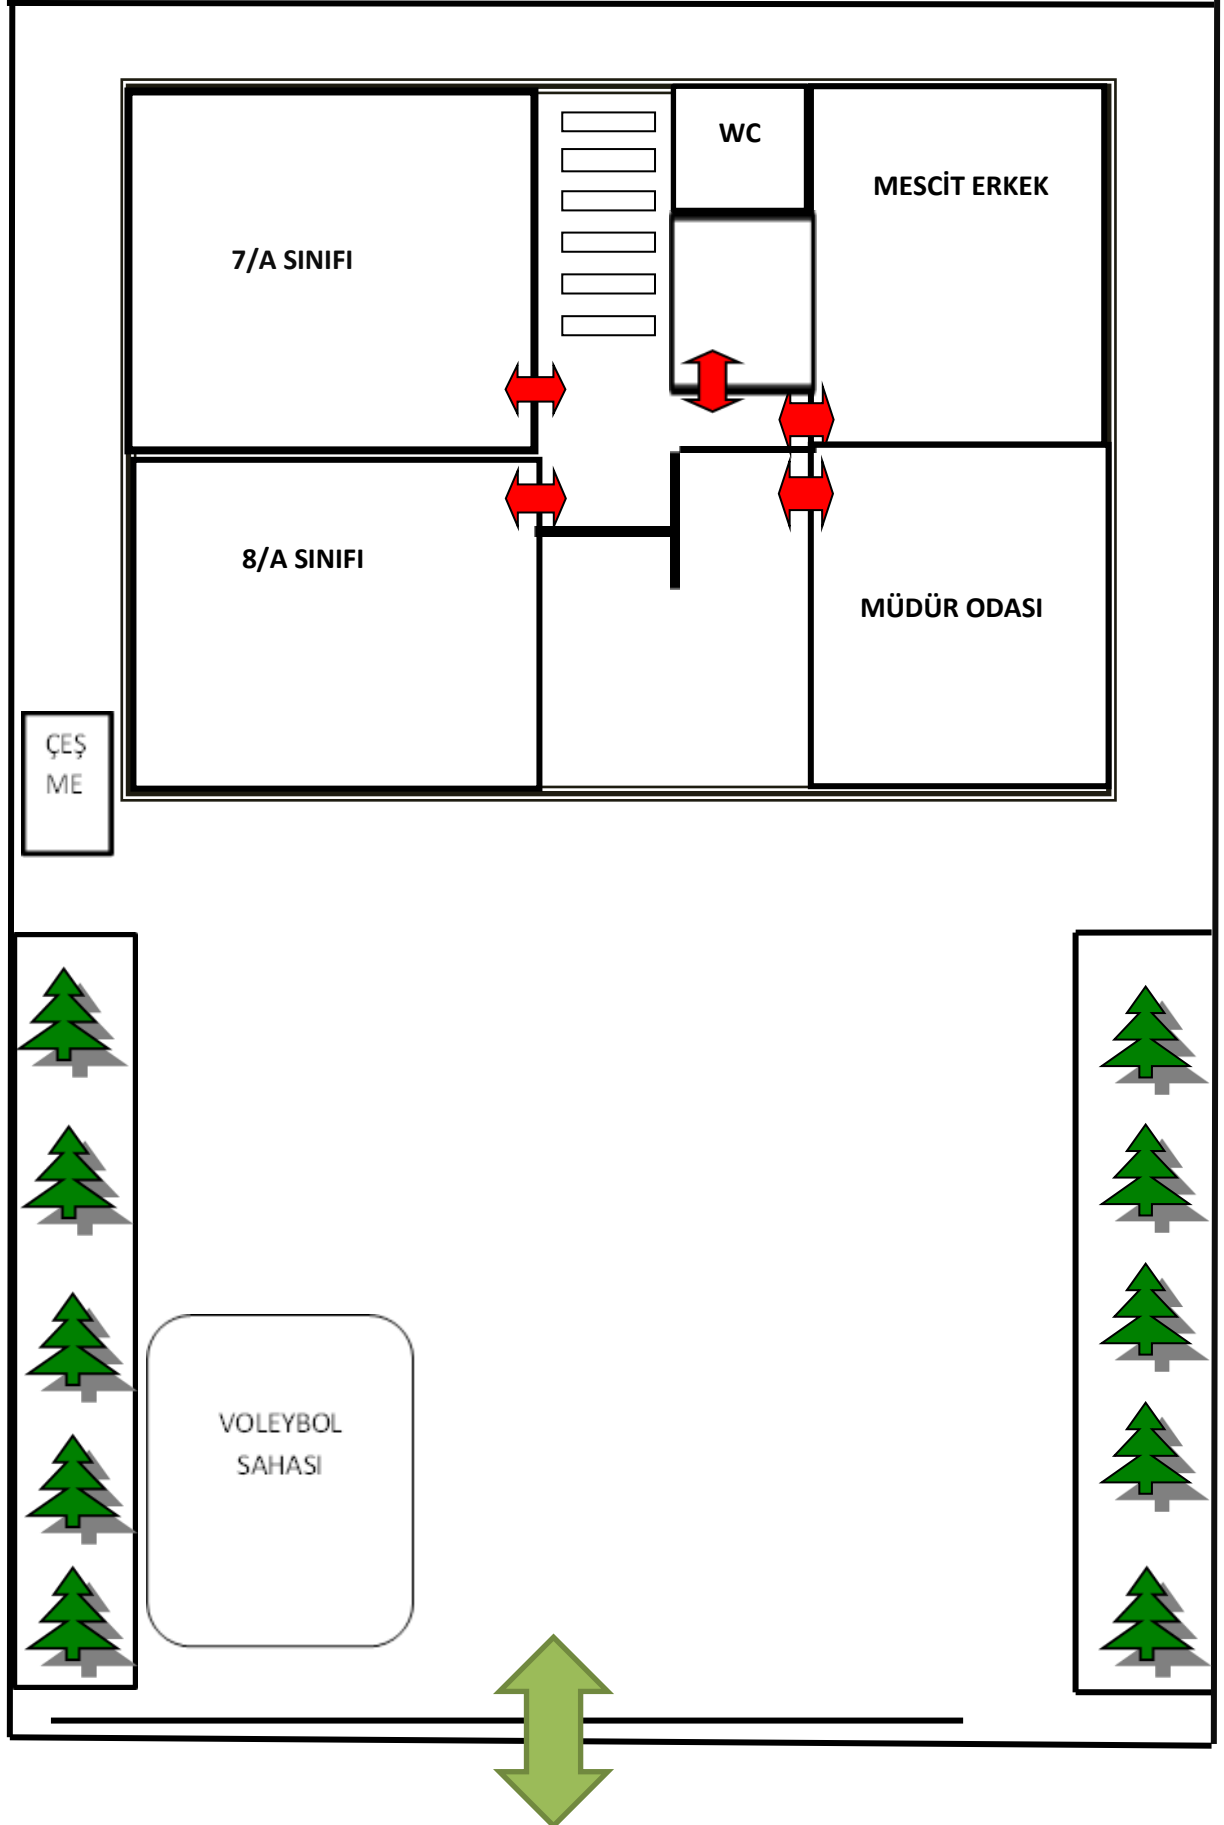 WC
MESCİT ERKEK
7/A SINIFI
8/A SINIFI
MÜDÜR ODASI
ÇEŞ
ME
VOLEYBOL
SAHASI